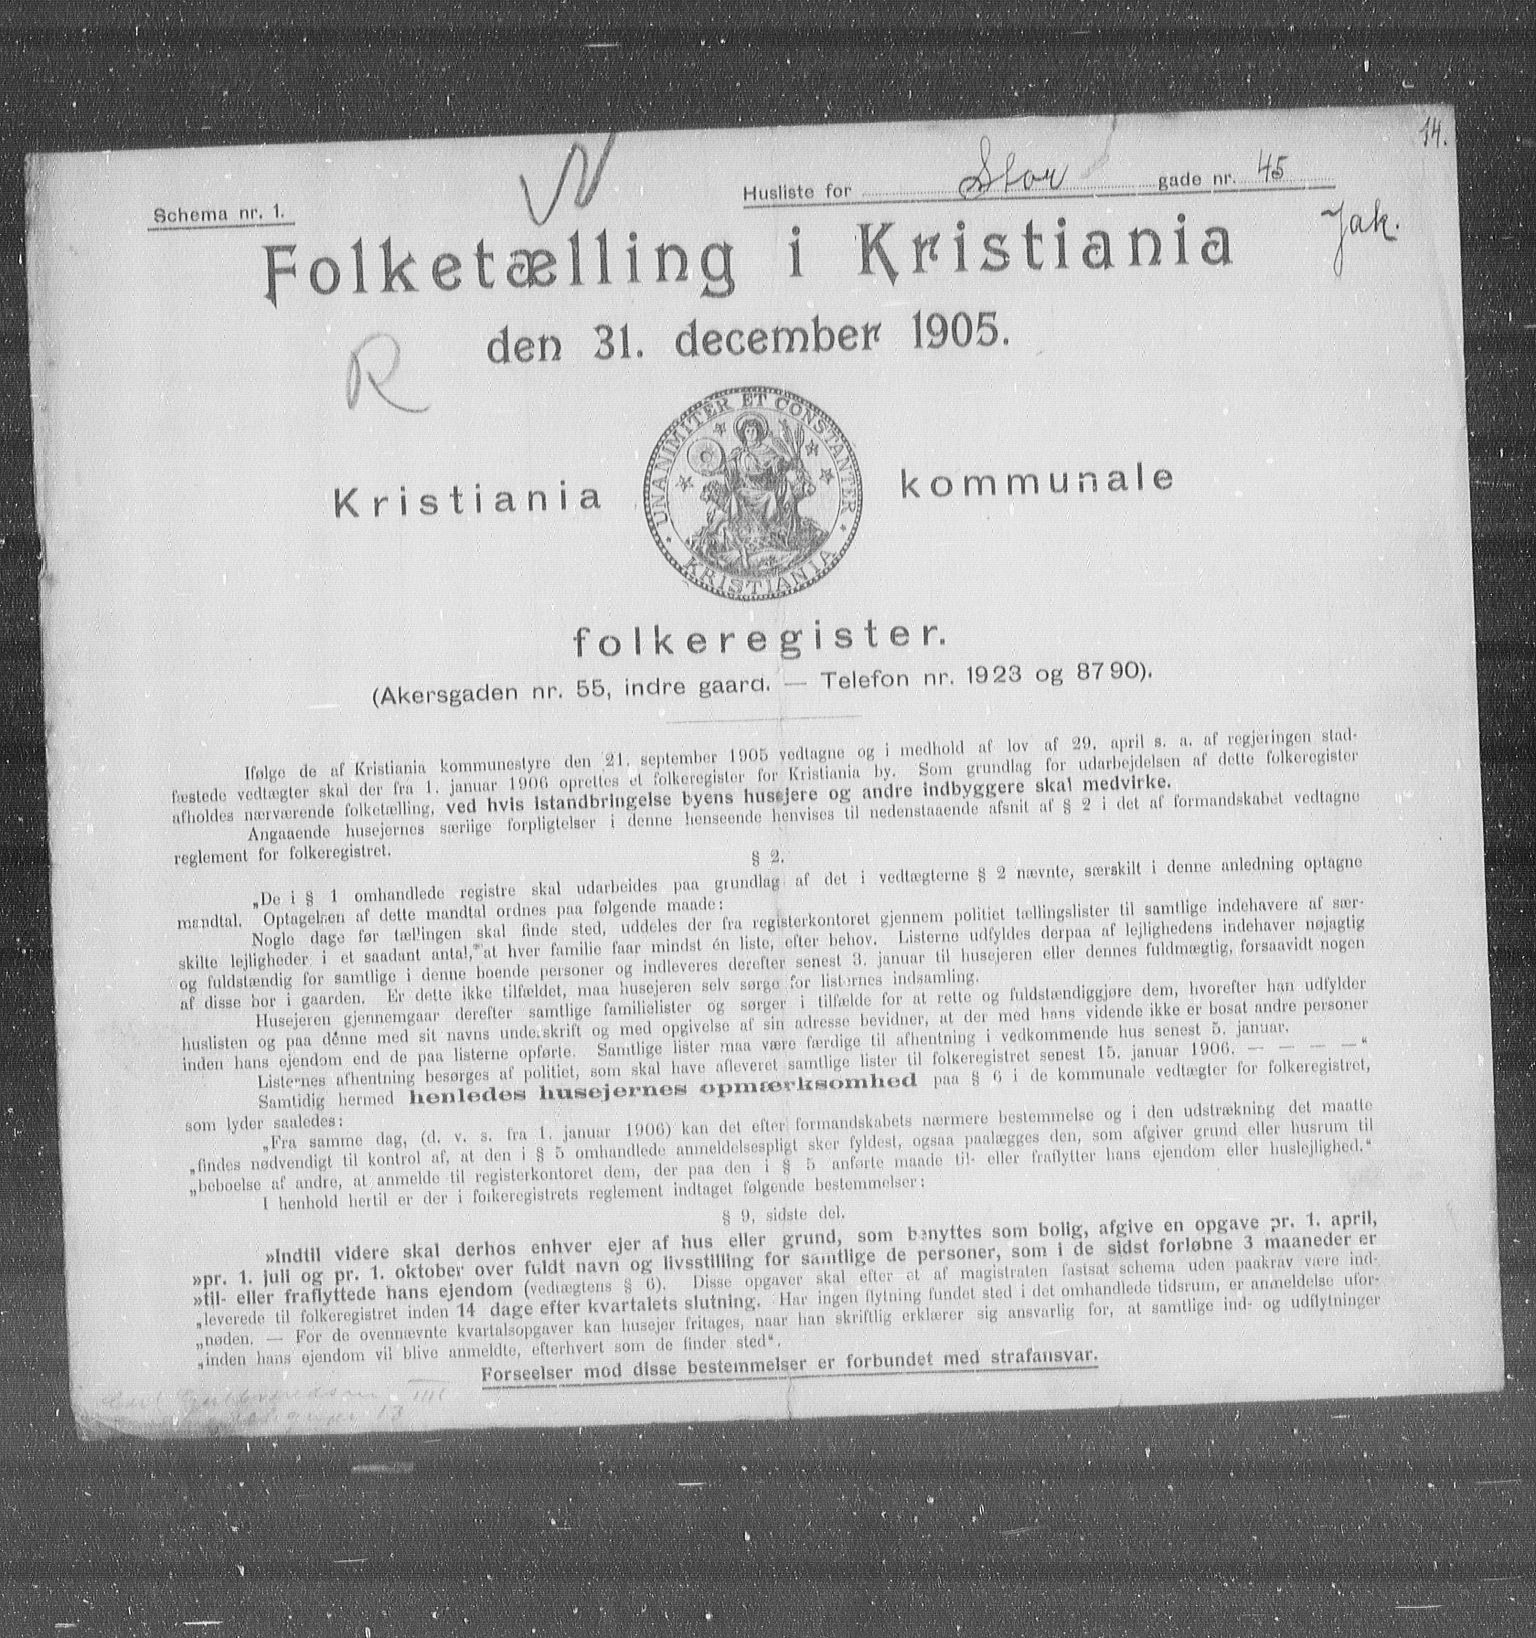 14.
Schema nr. 1.
Husliste for Stor gade nr. 45
Jak.
Folketælling i Kristiania
den 31. december 1905.
R
UNANIMITER ET CONSTANTER
KRISTIANIA
Kristiania kommunale
folkeregister.
(Akersgaden nr. 55, indre gaard. — Telefon nr. 1923 og 8790).
Ifølge de af Kristiania kommunestyre den 21. september 1905 vedtagne og i medhold af lov af 29. april s. a. af regjeringen stad-
fæstede vedtægter skal der fra 1. januar 1906 oprettes et folkeregister for Kristiania by. Som grundlag for udarbejdelsen af dette folkeregister
afholdes nærværende folketælling, ved hvis istandbringelse byens husejere og andre indbyggere skal medvirke.
Angaaende husejernes særlige forpligtelser i denne henseende henvises til nedenstaaende afsnit af § 2 i det af formandskabet vedtagne
reglement for folkeregistret.
§ 2.
„De i § 1 omhandlede registre skal udarbeides paa grundlag af det i vedtægterne § 2 nævnte, særskilt i denne anledning optagne
mandtal. Optagelsen af dette mandtal ordnes paa følgende maade:
Nogle dage før tællingen skal finde sted, uddeles der fra registerkontoret gjennem politiet tællingslister til samtlige indehavere af sær-
skilte lejligheder i et saadant antal, at hver familie faar mindst én liste, efter behov. Listerne udfyldes derpaa af lejlighedens indehaver nøjagtig
og fuldstændig for samtlige i denne boende personer og indleveres derefter senest 3. januar til husejeren eller dennes fuldmægtig, forsaavidt nogen
af disse bor i gaarden. Er dette ikke tilfældet, maa husejeren selv sørge for listernes indsamling.
Husejeren gjennemgaar derefter samtlige familielister og sørger i tilfælde for at rette og fuldstændiggjøre dem, hvorefter han udfylder
huslisten og paa denne med sit navns underskrift og med opgivelse af sin adresse bevidner, at der med hans vidende ikke er bosat andre personer
inden hans ejendom end de paa listerne opførte. Samtlige lister maa være færdige til afhentning i vedkommende hus senest 5. januar.
Listernes afhentning besørges af politiet, som skal have afleveret samtlige lister til folkeregistret senest 15. januar 1906. — — — —“
Samtidig hermed henledes husejernes opmærksomhed paa § 6 i de kommunale vedtægter for folkeregistret,
som lyder saaledes:
„Fra samme dag, (d. v. s. fra 1. januar 1906) kan det efter formandskabets nærmere bestemmelse og i den udstrækning det maatte
„findes nødvendigt til kontrol af, at den i § 5 omhandlede anmeldelsespligt sker fyldest, ogsaa paalægges den, som afgiver grund eller husrum til
„beboelse af andre, at anmelde til registerkontoret dem, der paa den i § 5 anførte maade til- eller fraflytter hans ejendom eller huslejlighed.“
I henhold hertil er der i folkeregistrets reglement indtaget følgende bestemmelser:
§ 9, sidste del.
»Indtil videre skal derhos enhver ejer af hus eller grund, som benyttes som bolig, afgive en opgave pr. 1. april,
»pr. 1. juli og pr. 1. oktober over fuldt navn og livsstilling for samtlige de personer, som i de sidst forløbne 3 maaneder er
»til- eller fraflyttede hans ejendom (vedtægtens § 6). Disse opgaver skal efter et af magistraten fastsat schema uden paakrav være ind-
„leverede til folkeregistret inden 14 dage efter kvartalets slutning. Har ingen flytning fundet sted i det omhandlede tidsrum, er anmeldelse ufor-
„nøden. — For de ovennævnte kvartalsopgaver kan husejer fritages, naar han skriftlig erklærer sig ansvarlig for, at samtlige ind- og udflytninger
„inden hans ejendom vil blive anmeldte, efterhvert som de finder sted“.
Forseelser mod disse bestemmelser er forbundet med strafansvar.